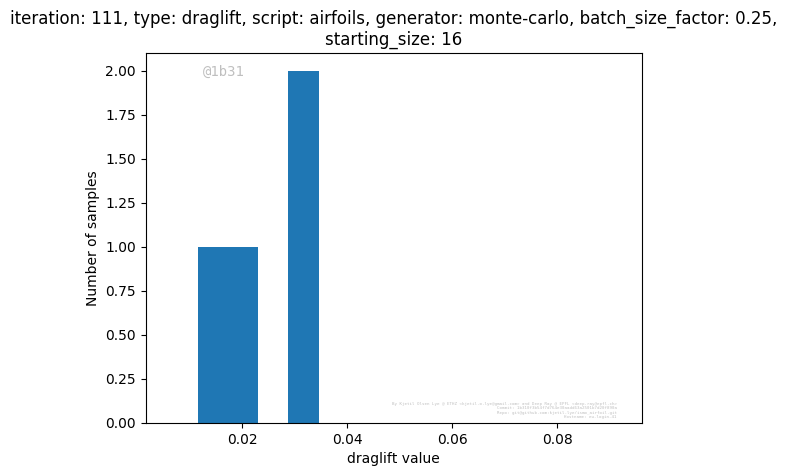 iteration: 111, type: draglift, script: airfoils, generator: monte-carlo, batch_size_factor: 0.25,
starting_size: 16
@1b31
2.00
1.75
1.50
1.25
1.00
0.75
0.50
0.25
0.00
Number of samples
0.02 0.04 0.06 0.08
draglift value